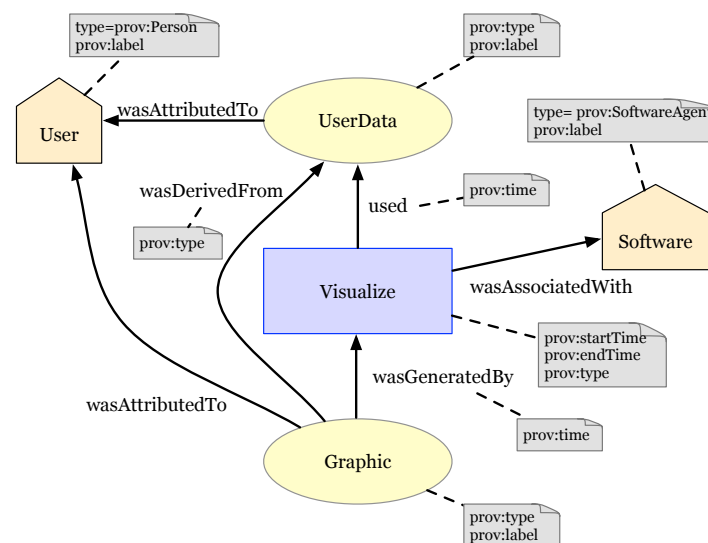 type=prov:Person
prov:label
prov:type
prov:label
wasAttributedTo
User
UserData
type= prov:SoftwareAgent
prov:label
wasDerivedFrom
prov:type
used
prov:time
Software
Visualize
wasAssociatedWith
prov:startTime
prov:endTime
prov:type
wasGeneratedBy
wasAttributedTo
prov:time
Graphic
prov:type
prov:label